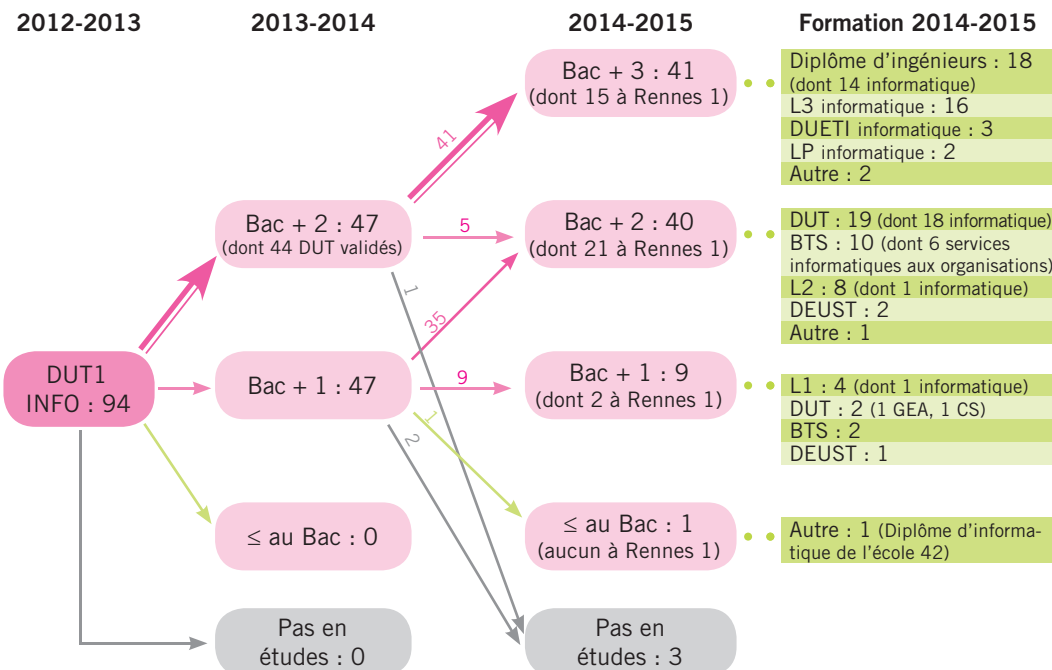 2012-2013
2013-2014
2014-2015
Formation 2014-2015
DUT1
INFO : 94
Bac + 2 : 47
(dont 44 DUT validés)
Bac + 1 : 47
≤ au Bac : 0
Pas en
études : 0
41
5
1
35
9
1
2
Bac + 3 : 41
(dont 15 à Rennes 1)
Bac + 2 : 40
(dont 21 à Rennes 1)
Bac + 1 : 9
(dont 2 à Rennes 1)
≤ au Bac : 1
(aucun à Rennes 1)
Pas en
études : 3
Diplôme d'ingénieurs : 18
(dont 14 informatique)
L3 informatique : 16
DUETI informatique : 3
LP informatique : 2
Autre : 2
DUT : 19 (dont 18 informatique)
BTS : 10 (dont 6 services
informatiques aux organisations)
L2 : 8 (dont 1 informatique)
DEUST : 2
Autre : 1
L1 : 4 (dont 1 informatique)
DUT : 2 (1 GEA, 1 CS)
BTS : 2
DEUST : 1
Autre : 1 (Diplôme d'informa-
tique de l'école 42)